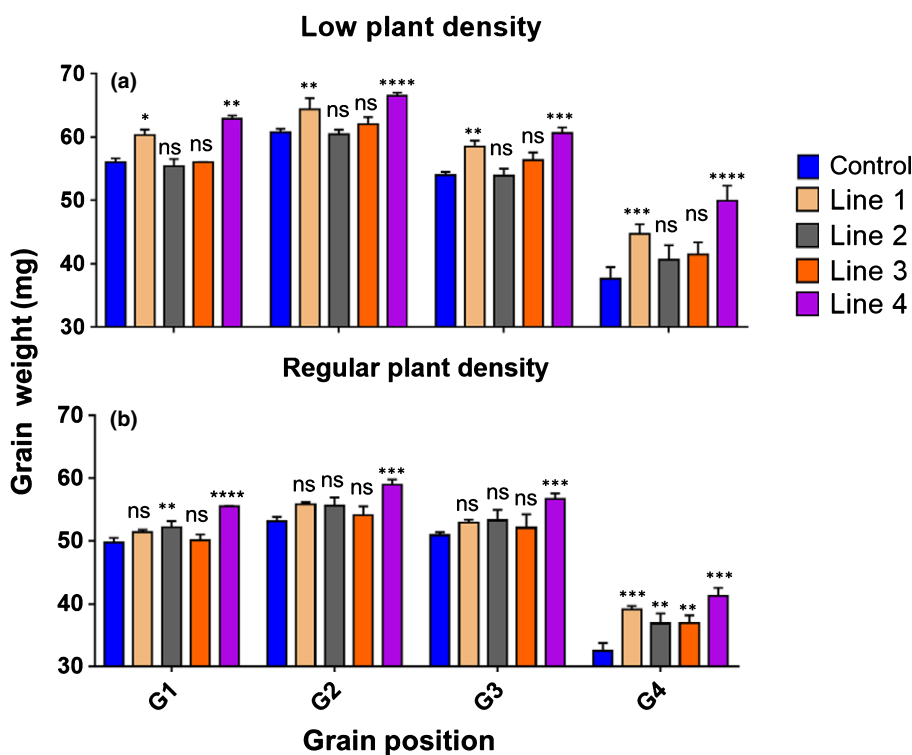 Low plant density
(a)
70
60
50
40
30
* ns ns **
** ns ns ****
** ns ns ***
*** ns ns ****
Control
Line 1
Line 2
Line 3
Line 4
Grain weight (mg)
Regular plant density
(b)
70
60
50
40
30
ns ** ns ****
ns ns ns ***
ns ns ns ***
*** ** ** ***
G1 G2 G3 G4
Grain position